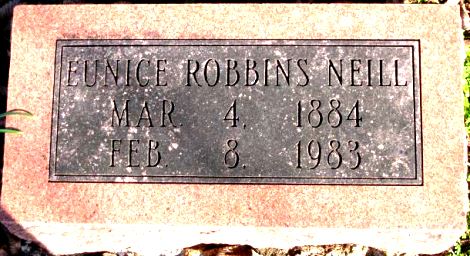 EUNICE ROBBINS NEILL
MAR. 4, 1884
FEB. 8, 1983